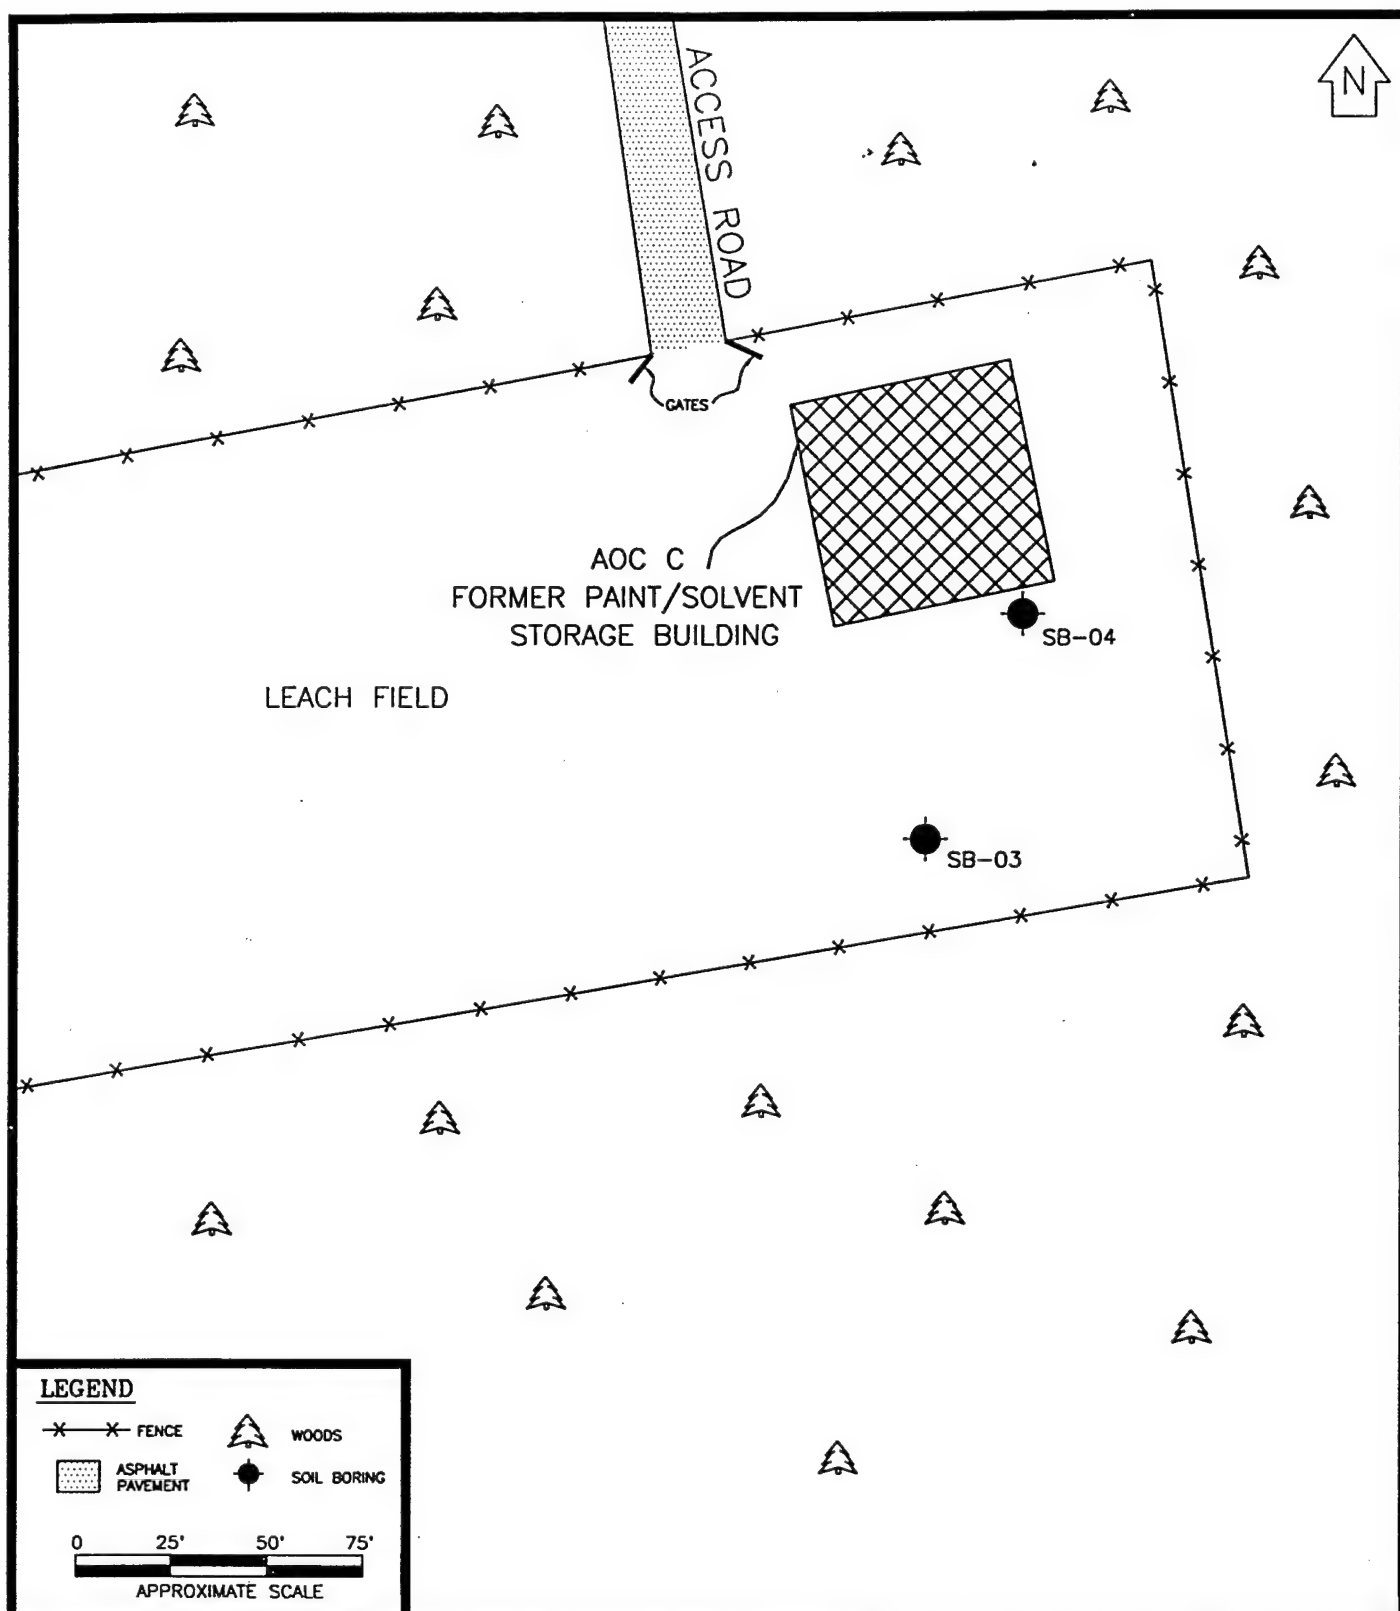 N
ACCESS ROAD
GATES
AOC C
FORMER PAINT/SOLVENT
STORAGE BUILDING
SB-04
LEACH FIELD
SB-03
LEGEND
FENCE
WOODS
ASPHALT
PAVEMENT
SOIL BORING
0 25' 50' 75'
APPROXIMATE SCALE